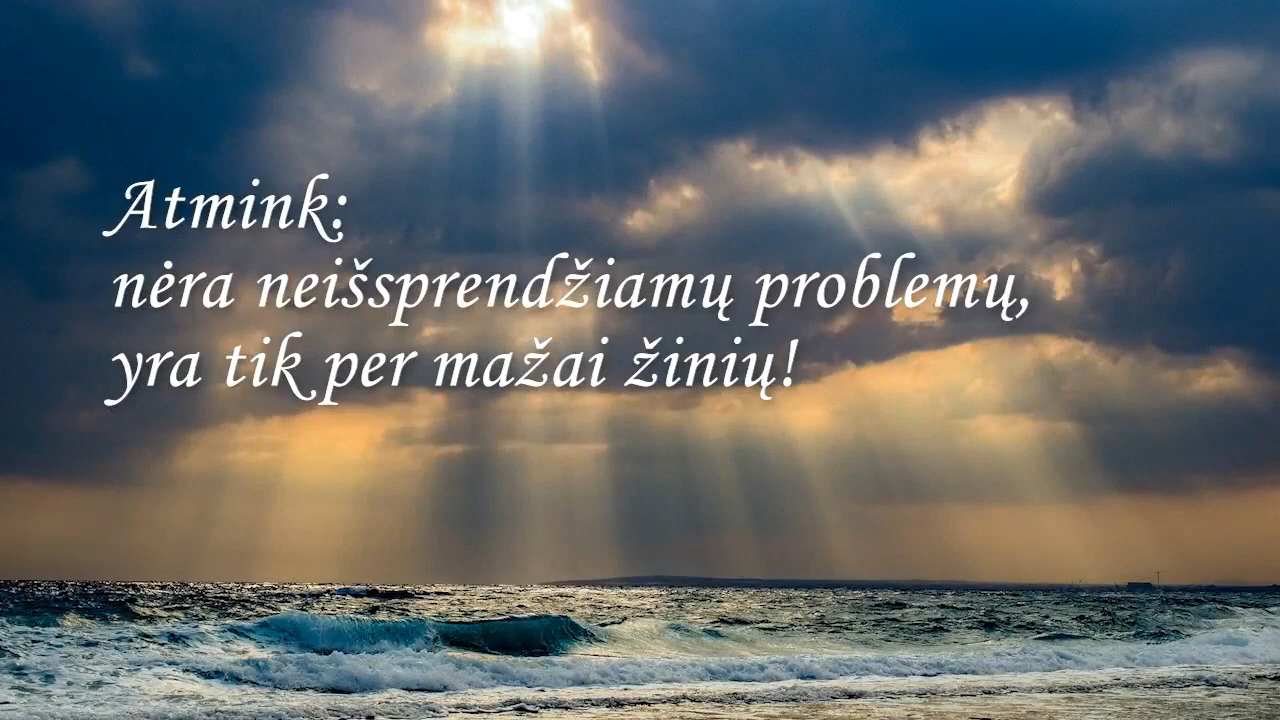 Atmink:
nėra neišsprendžiamų problemų,
yra tik per mažai žinių!